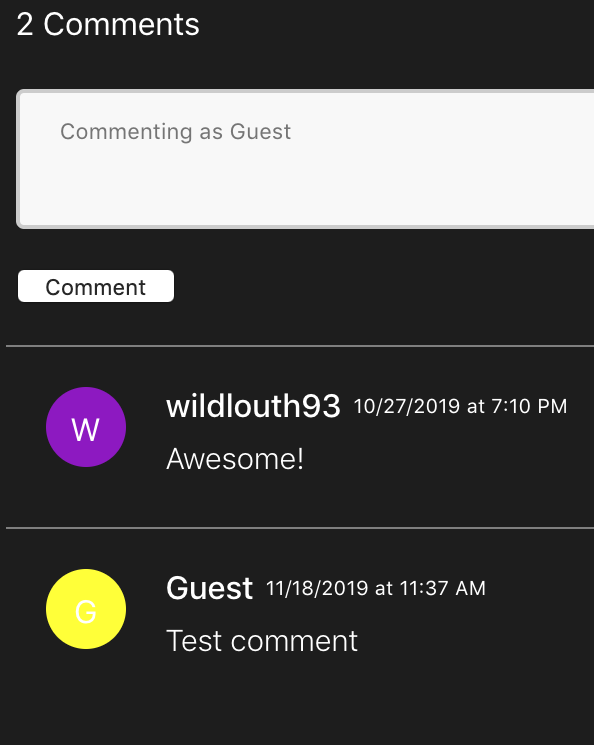 2 Comments
Commenting as Guest
Comment
W
wildlouth93 10/27/2019 at 7:10 PM
Awesome!
G
Guest 11/18/2019 at 11:37 AM
Test comment